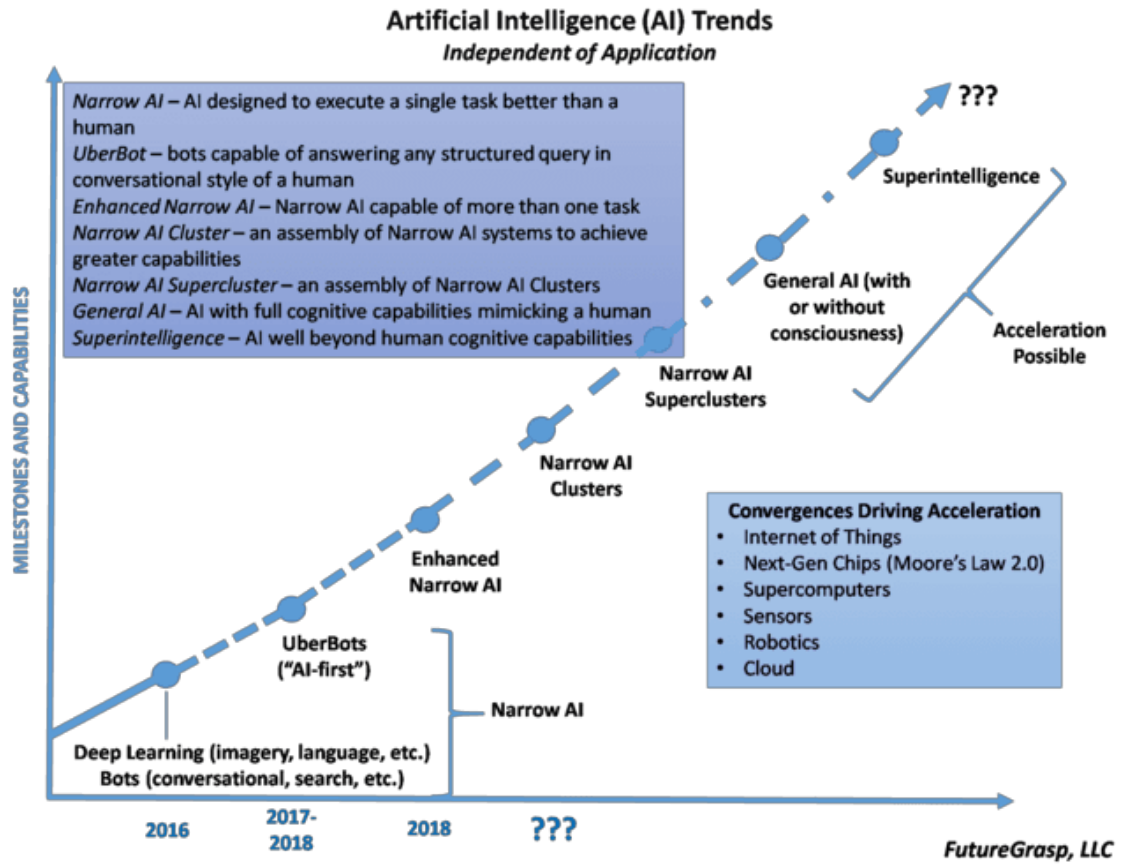 Artificial Intelligence (AI) Trends
Independent of Application
Narrow AI – AI designed to execute a single task better than a
human
UberBot – bots capable of answering any structured query in
conversational style of a human
Enhanced Narrow AI – Narrow AI capable of more than one task
Narrow AI Cluster – an assembly of Narrow AI systems to achieve
greater capabilities
Narrow AI Supercluster – an assembly of Narrow AI Clusters
General AI – AI with full cognitive capabilities mimicking a human
Superintelligence – AI well beyond human cognitive capabilities
???
Superintelligence
General AI (with
or without
consciousness)
Acceleration
Possible
Narrow AI
Superclusters
Narrow AI
Clusters
Enhanced
Narrow AI
UberBots
("AI-first")
Narrow AI
Deep Learning (imagery, language, etc.)
Bots (conversational, search, etc.)
Convergences Driving Acceleration
• Internet of Things
• Next-Gen Chips (Moore's Law 2.0)
• Supercomputers
• Sensors
• Robotics
• Cloud
MILESTONES AND CAPABILITIES
2016
2017-
2018
2018
???
FutureGrasp, LLC